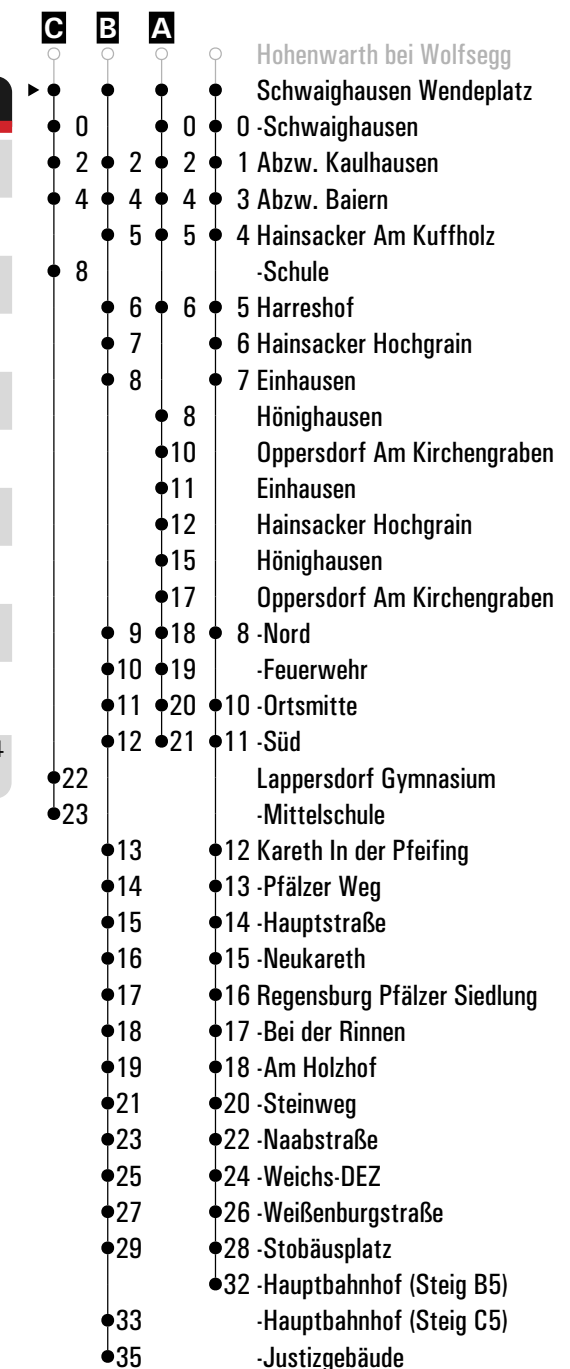 C B A
Hohenwarth bei Wolfsegg
Schwaighausen Wendeplatz
0 0 0 -Schwaighausen
2 2 2 1 Abzw. Kaulhausen
4 4 4 3 Abzw. Baiern
5 5 4 Hainsacker Am Kuffholz
8 -Schule
6 6 5 Harreshof
7 6 Hainsacker Hochgrain
8 7 Einhausen
8 Hönighausen
10 Oppersdorf Am Kirchengraben
11 Einhausen
12 Hainsacker Hochgrain
15 Hönighausen
17 Oppersdorf Am Kirchengraben
9 18 8 -Nord
10 19 -Feuerwehr
11 20 10 -Ortsmitte
12 21 11 -Süd
22 Lappersdorf Gymnasium
23 -Mittelschule
13 12 Kareth In der Pfeifing
14 13 -Pfälzer Weg
15 14 -Hauptstraße
16 15 -Neukareth
17 16 Regensburg Pfälzer Siedlung
18 17 -Bei der Rinnen
19 18 -Am Holzhof
21 20 -Steinweg
23 22 -Naabstraße
25 24 -Weichs-DEZ
27 26 -Weißenburgstraße
29 28 -Stobäusplatz
32 -Hauptbahnhof (Steig B5)
33 -Hauptbahnhof (Steig C5)
35 -Justizgebäude